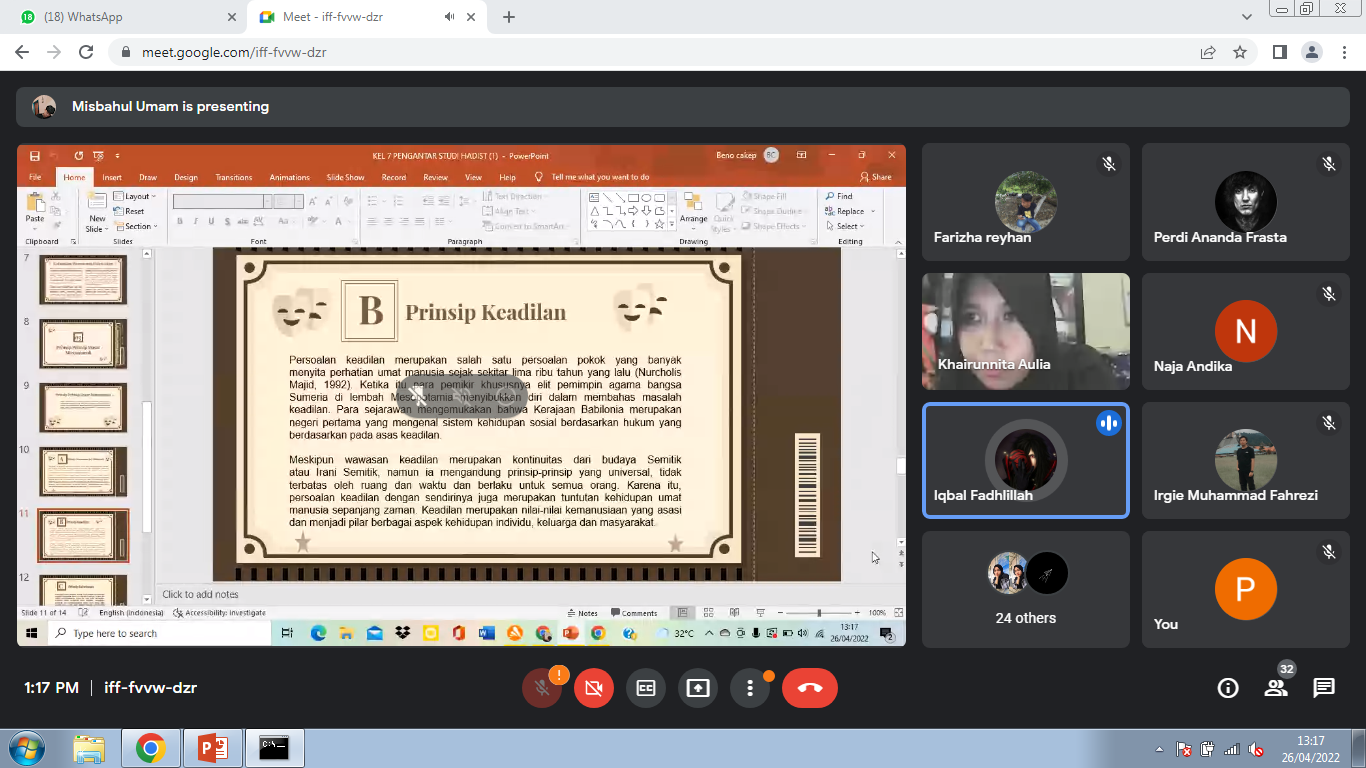 (18) WhatsApp
Meet - iff-fvvw-dzr
meet.google.com/iff-fvvw-dzr
Misbahul Umam is presenting
KEL 7 PENGANTAR STUDI HADIST (1) - PowerPoint
Beno cakep
BC
File Home Insert Draw Design Transitions Animations Slide Show Record Review View Help Tell me what you want to do Share
Paste
New
Slide
Layout
Reset
Section
Text Direction
Align Text
Convert to SmartArt
Arrange
Quick
Styles
Shape Fill
Shape Outline
Shape Effects
Find
Replace
Select
Clipboard Slides Font Paragraph Drawing Editing
7
8
9
10
11
12
B
Prinsip Keadilan
Persoalan keadilan merupakan salah satu persoalan pokok yang banyak
menyita perhatian umat manusia sejak sekitar lima ribu tahun yang lalu (Nurcholis
Majid, 1992). Ketika itu para pemikir khususnya elit pemimpin agama bangsa
Sumeria di lembah Mesopotamia menyibukkan diri dalam membahas masalah
keadilan. Para sejarawan mengemukakan bahwa Kerajaan Babilonia merupakan
negeri pertama yang mengenal sistem kehidupan sosial berdasarkan hukum yang
berdasarkan pada asas keadilan.
Meskipun wawasan keadilan merupakan kontinuitas dari budaya Semitik
atau Irani Semitik, namun ia mengandung prinsip-prinsip yang universal, tidak
terbatas oleh ruang dan waktu dan berlaku untuk semua orang. Karena itu,
persoalan keadilan dengan sendirinya juga merupakan tuntutan kehidupan umat
manusia sepanjang zaman. Keadilan merupakan nilai-nilai kemanusiaan yang asasi
dan menjadi pilar berbagai aspek kehidupan individu, keluarga dan masyarakat.
Click to add notes
Slide 11 of 14 English (Indonesia) Accessibility: Investigate Notes Comments 100%
Type here to search
32°C
13:17
26/04/2022
2
Farizha reyhan
Perdi Ananda Frasta
Khairunnita Aulia
N
Naja Andika
Iqbal Fadhlillah
Irgie Muhammad Fahrezi
24 others
P
You
1:17 PM | iff-fvvw-dzr
32
13:17
26/04/2022